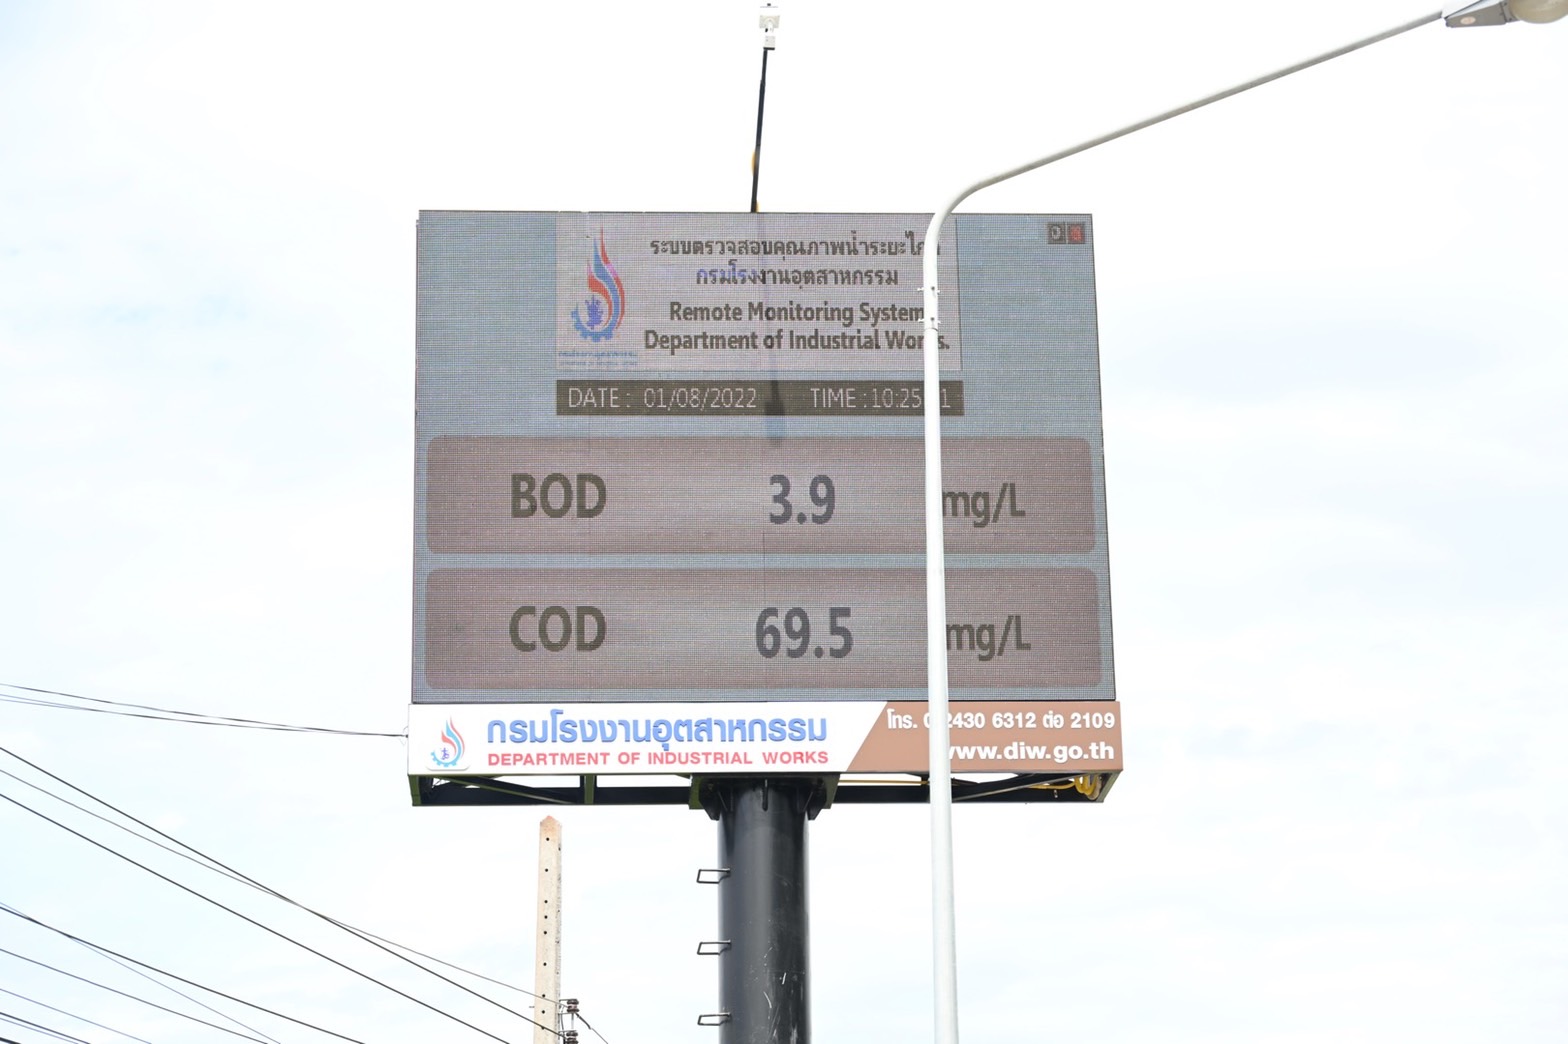 ระบบตรวจสอบคุณภาพน้ำระยะไกล
กรมโรงงานอุตสาหกรรม
Remote Monitoring System
Department of Industrial Works.
DATE : 01/08/2022 TIME :10:25
BOD 3.9 mg/L
COD 69.5 mg/L
กรมโรงงานอุตสาหกรรม
DEPARTMENT OF INDUSTRIAL WORKS
โทร. 0 2430 6312 ต่อ 2109
www.diw.go.th